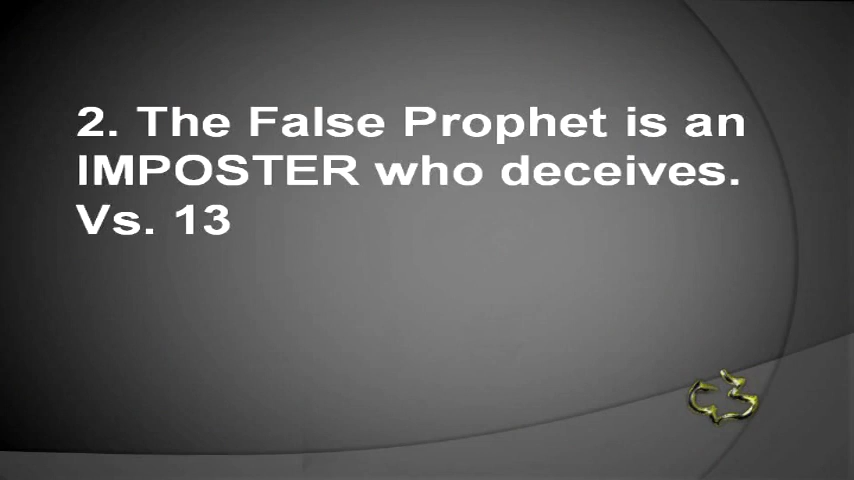 2. The False Prophet is an
IMPOSTER who deceives.
Vs. 13